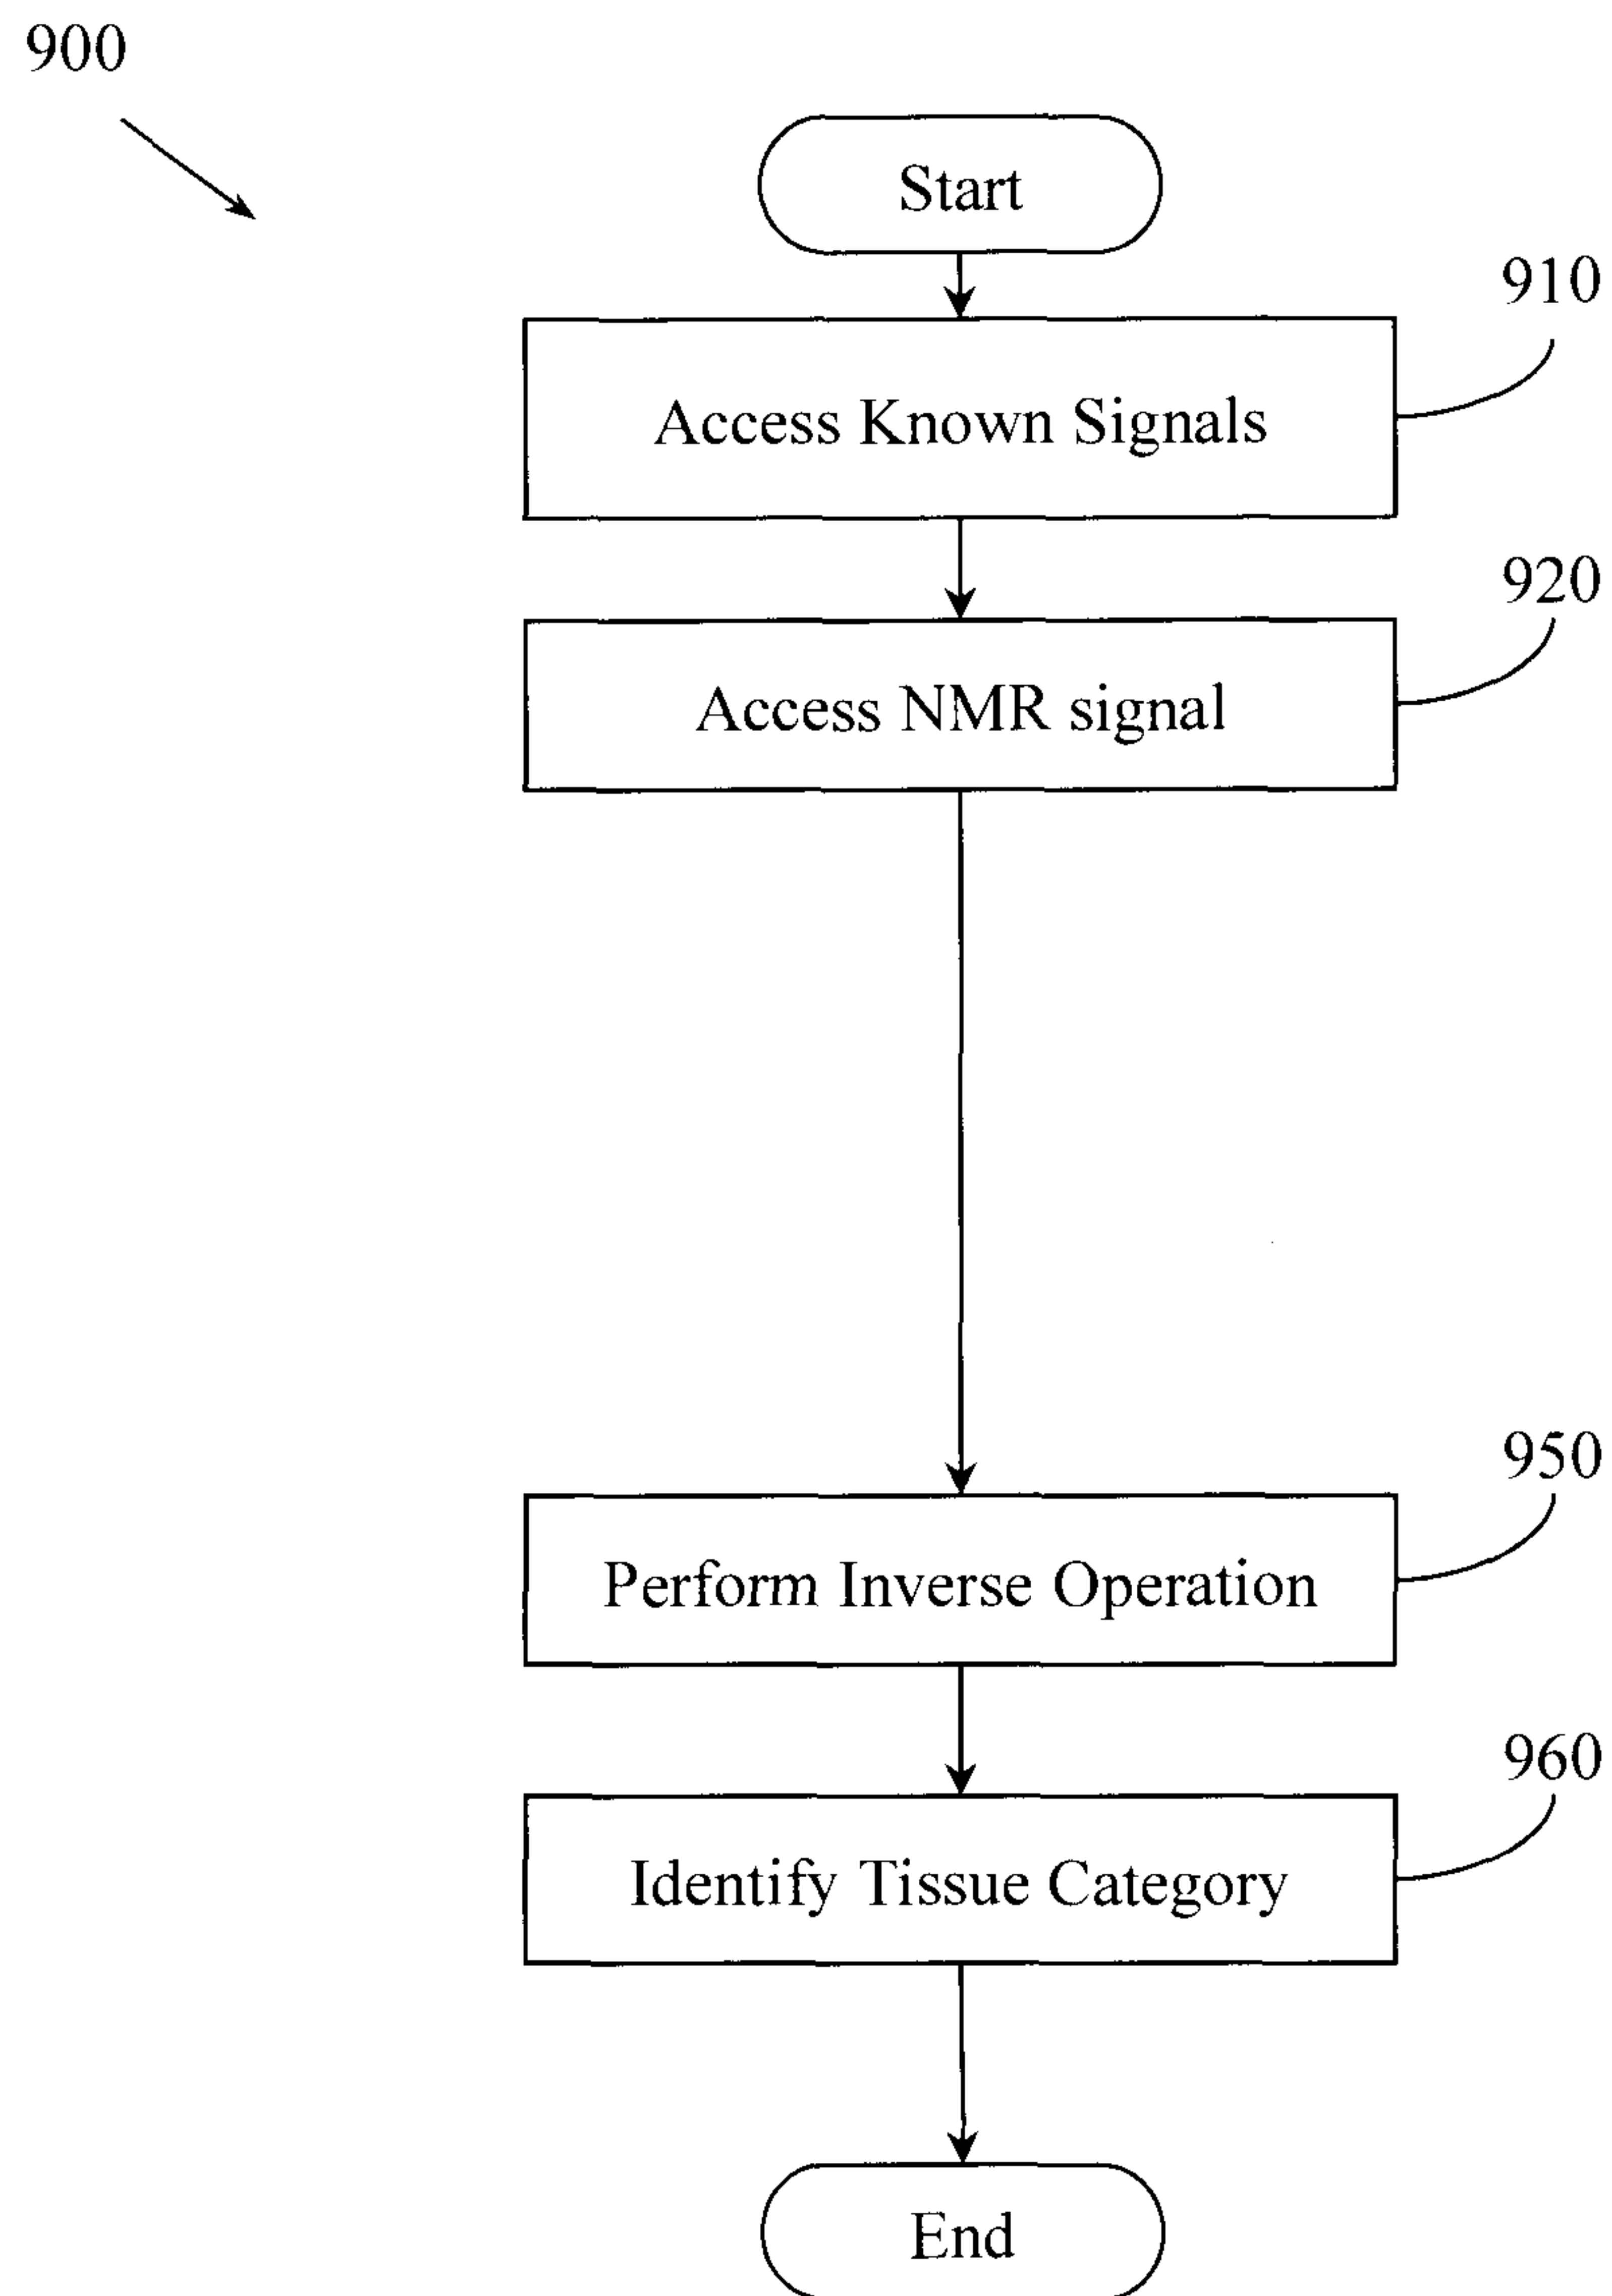 900
Start
910
Access Known Signals
920
Access NMR signal
950
Perform Inverse Operation
960
Identify Tissue Category
End